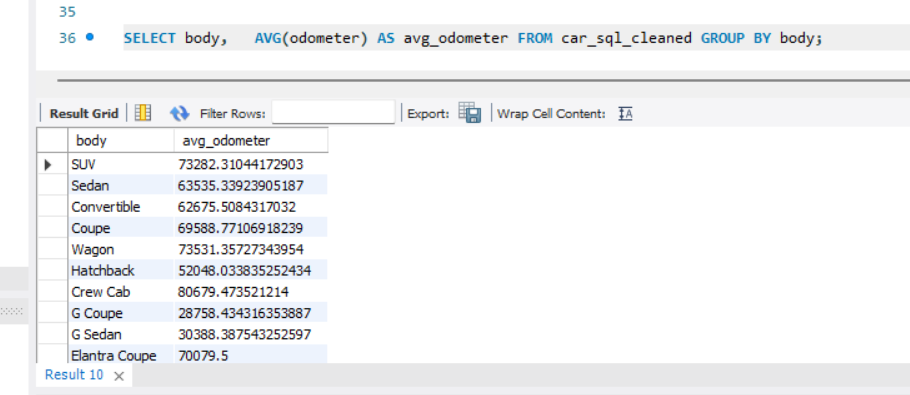 35
36 SELECT body, AVG(odometer) AS avg_odometer FROM car_sql_cleaned GROUP BY body;
Result Grid Filter Rows: Export: Wrap Cell Content: IA
body avg_odometer
SUV 73282.31044172903
Sedan 63535.33923905187
Convertible 62675.5084317032
Coupe 69588.77106918239
Wagon 73531.35727343954
Hatchback 52048.033835252434
Crew Cab 80679.473521214
G Coupe 28758.434316353887
G Sedan 30388.387543252597
Elantra Coupe 70079.5
Result 10 ×